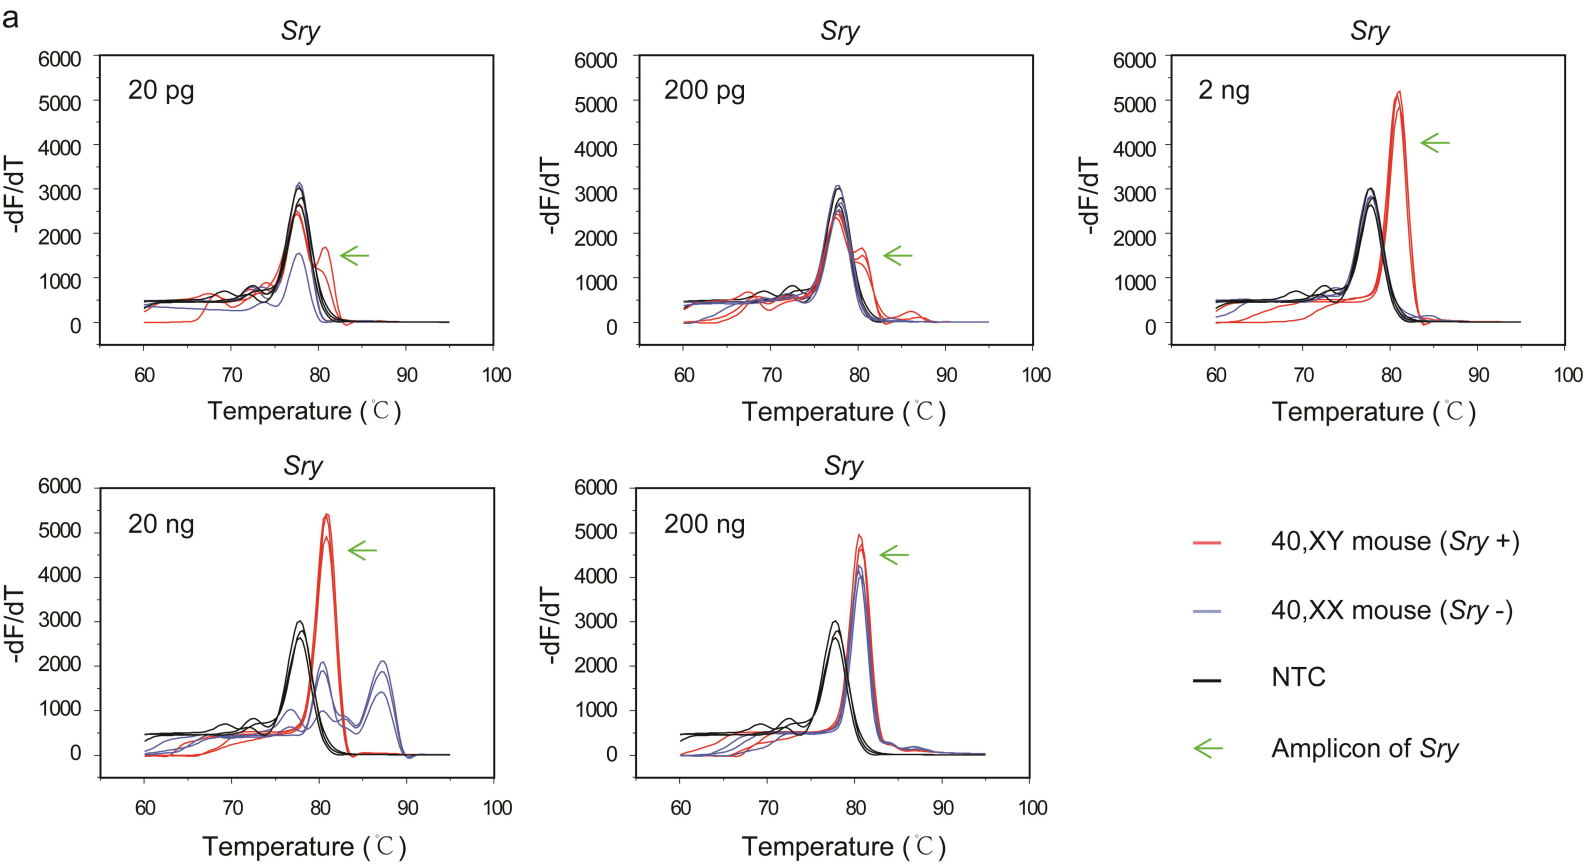 a
Sry
Sry
Sry
6000
5000
4000
3000
2000
1000
0
-dF/dT
20 pg
60
70
80
90
100
Temperature (℃)
6000
5000
4000
3000
2000
1000
0
-dF/dT
200 pg
60
70
80
90
100
Temperature (℃)
6000
5000
4000
3000
2000
1000
0
-dF/dT
2 ng
60
70
80
90
100
Temperature (℃)
Sry
Sry
6000
5000
4000
3000
2000
1000
0
-dF/dT
20 ng
60
70
80
90
100
Temperature (℃)
6000
5000
4000
3000
2000
1000
0
-dF/dT
200 ng
60
70
80
90
100
Temperature (℃)
40,XY mouse (Sry +)
40,XX mouse (Sry -)
NTC
Amplicon of Sry